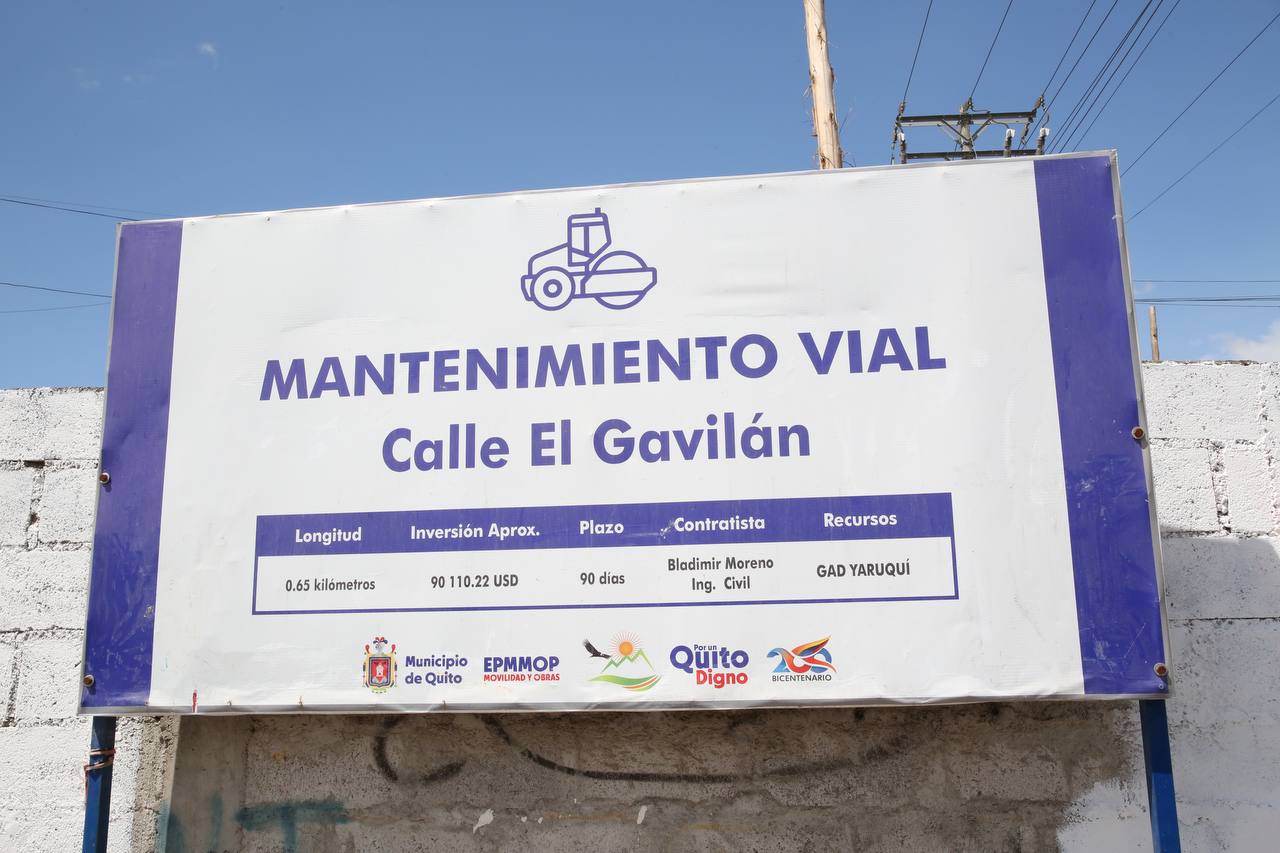 MANTENIMIENTO VIAL
Calle El Gavilán
Longitud Inversión Aprox. Plazo Contratista Recursos
0.65 kilómetros 90 110.22 USD 90 días Bladimir Moreno GAD YARUQUÍ
Ing. Civil
Municipio
de Quito
EPMMOP
MOVILIDAD Y OBRAS
Por un
Quito
Digno
200
BICENTENARIO